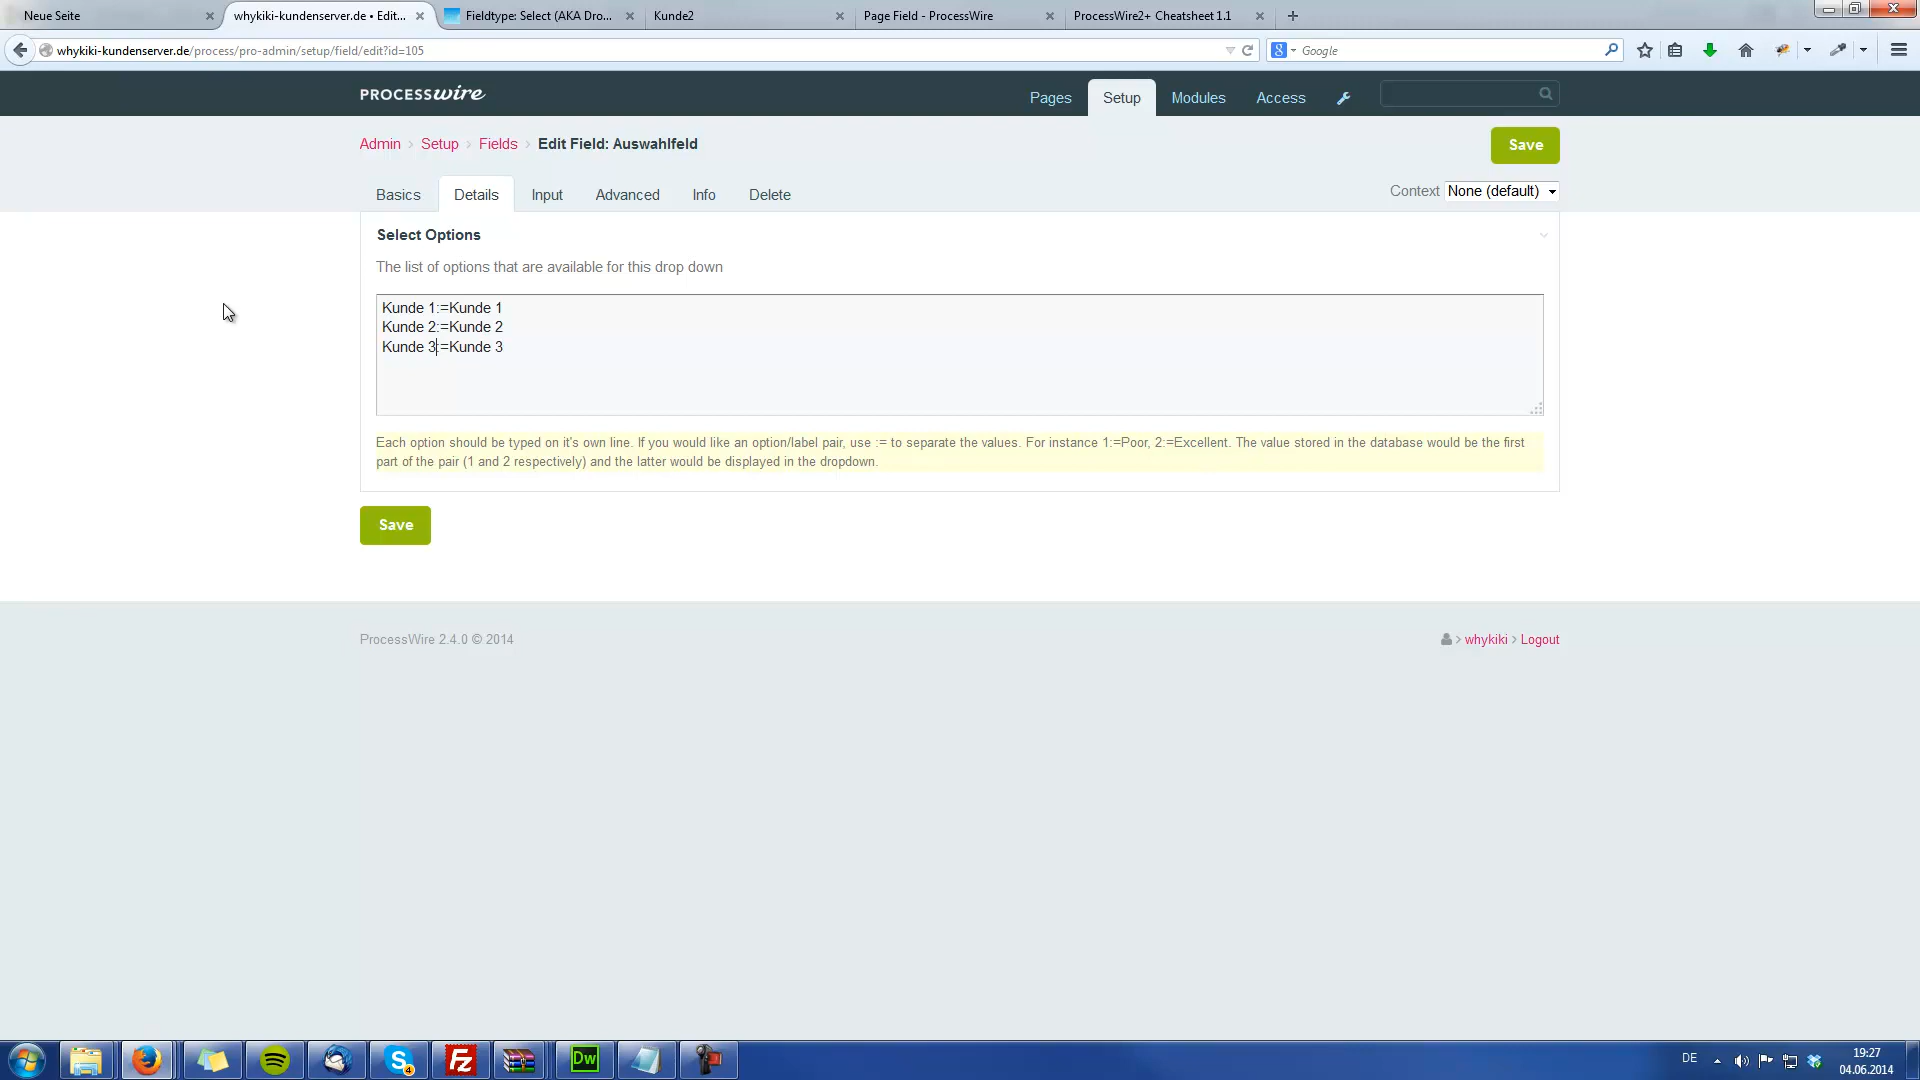 Neue Seite
whykiki-kundenserver.de • Edit...
Fieldtype: Select (AKA Dro...
Kunde2
Page Field - ProcessWire
ProcessWire2+ Cheatsheet 1.1
whykiki-kundenserver.de/process/pro-admin/setup/field/edit?id=105
Google
PROCESSwire
Pages
Setup
Modules
Access
Admin › Setup › Fields › Edit Field: Auswahlfeld
Save
Basics
Details
Input
Advanced
Info
Delete
Context None (default)
Select Options
The list of options that are available for this drop down
Kunde 1:=Kunde 1
Kunde 2:=Kunde 2
Kunde 3:=Kunde 3
Each option should be typed on it's own line. If you would like an option/label pair, use := to separate the values. For instance 1:=Poor, 2:=Excellent. The value stored in the database would be the first
part of the pair (1 and 2 respectively) and the latter would be displayed in the dropdown.
Save
ProcessWire 2.4.0 © 2014
whykiki › Logout
S
4
Fz
Dw
DE
19:27
04.06.2014